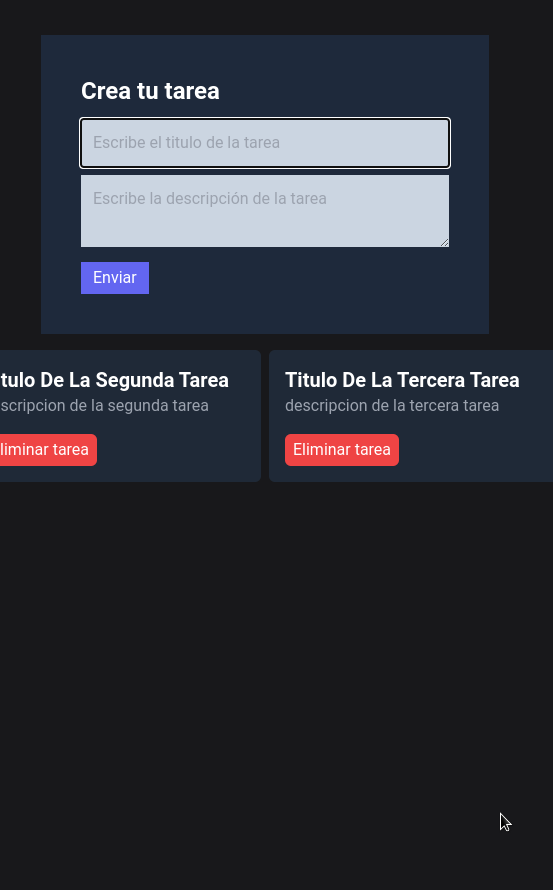 Crea tu tarea
Escribe el titulo de la tarea
Escribe la descripción de la tarea
Enviar
tulo De La Segunda Tarea
scripcion de la segunda tarea
liminar tarea
Titulo De La Tercera Tarea
descripcion de la tercera tarea
Eliminar tarea